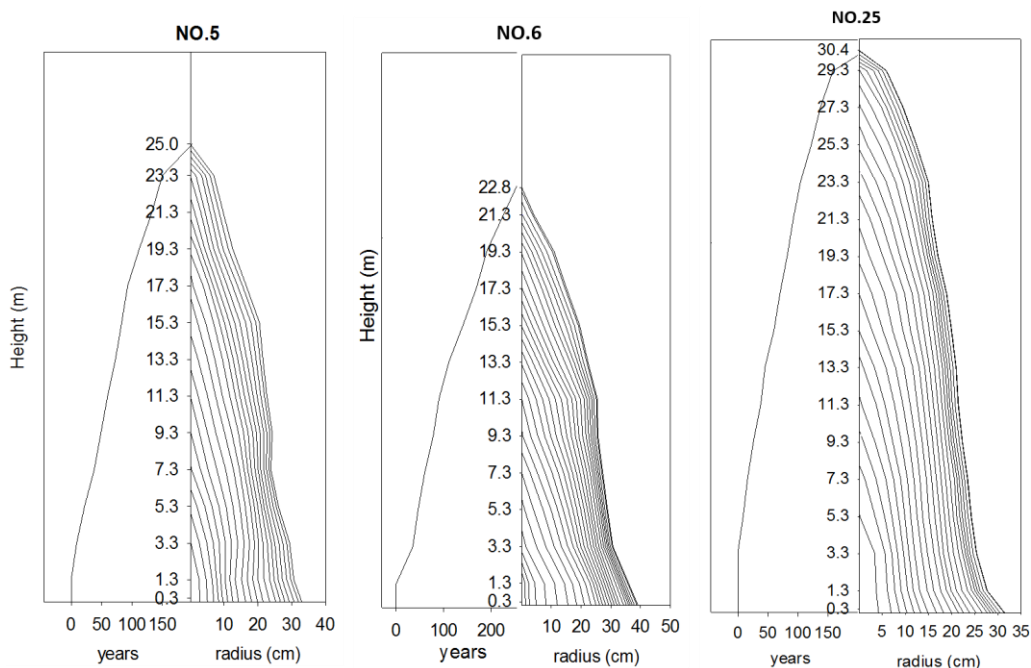 NO.5
25.0
23.3
21.3
19.3
17.3
15.3
13.3
11.3
9.3
7.3
5.3
3.3
1.3
0.3
Height (m)
0 50 100 150
10 20 30 40
years
radius (cm)
NO.6
22.8
21.3
19.3
17.3
15.3
13.3
11.3
9.3
7.3
5.3
3.3
1.3
0.3
Height (m)
0 100 200
10 20 30 40 50
years
radius (cm)
NO.25
30.4
29.3
27.3
25.3
23.3
21.3
19.3
17.3
15.3
13.3
11.3
9.3
7.3
5.3
3.3
1.3
0.3
0 50 100 150
5 10 15 20 25 30 35
years
radius (cm)